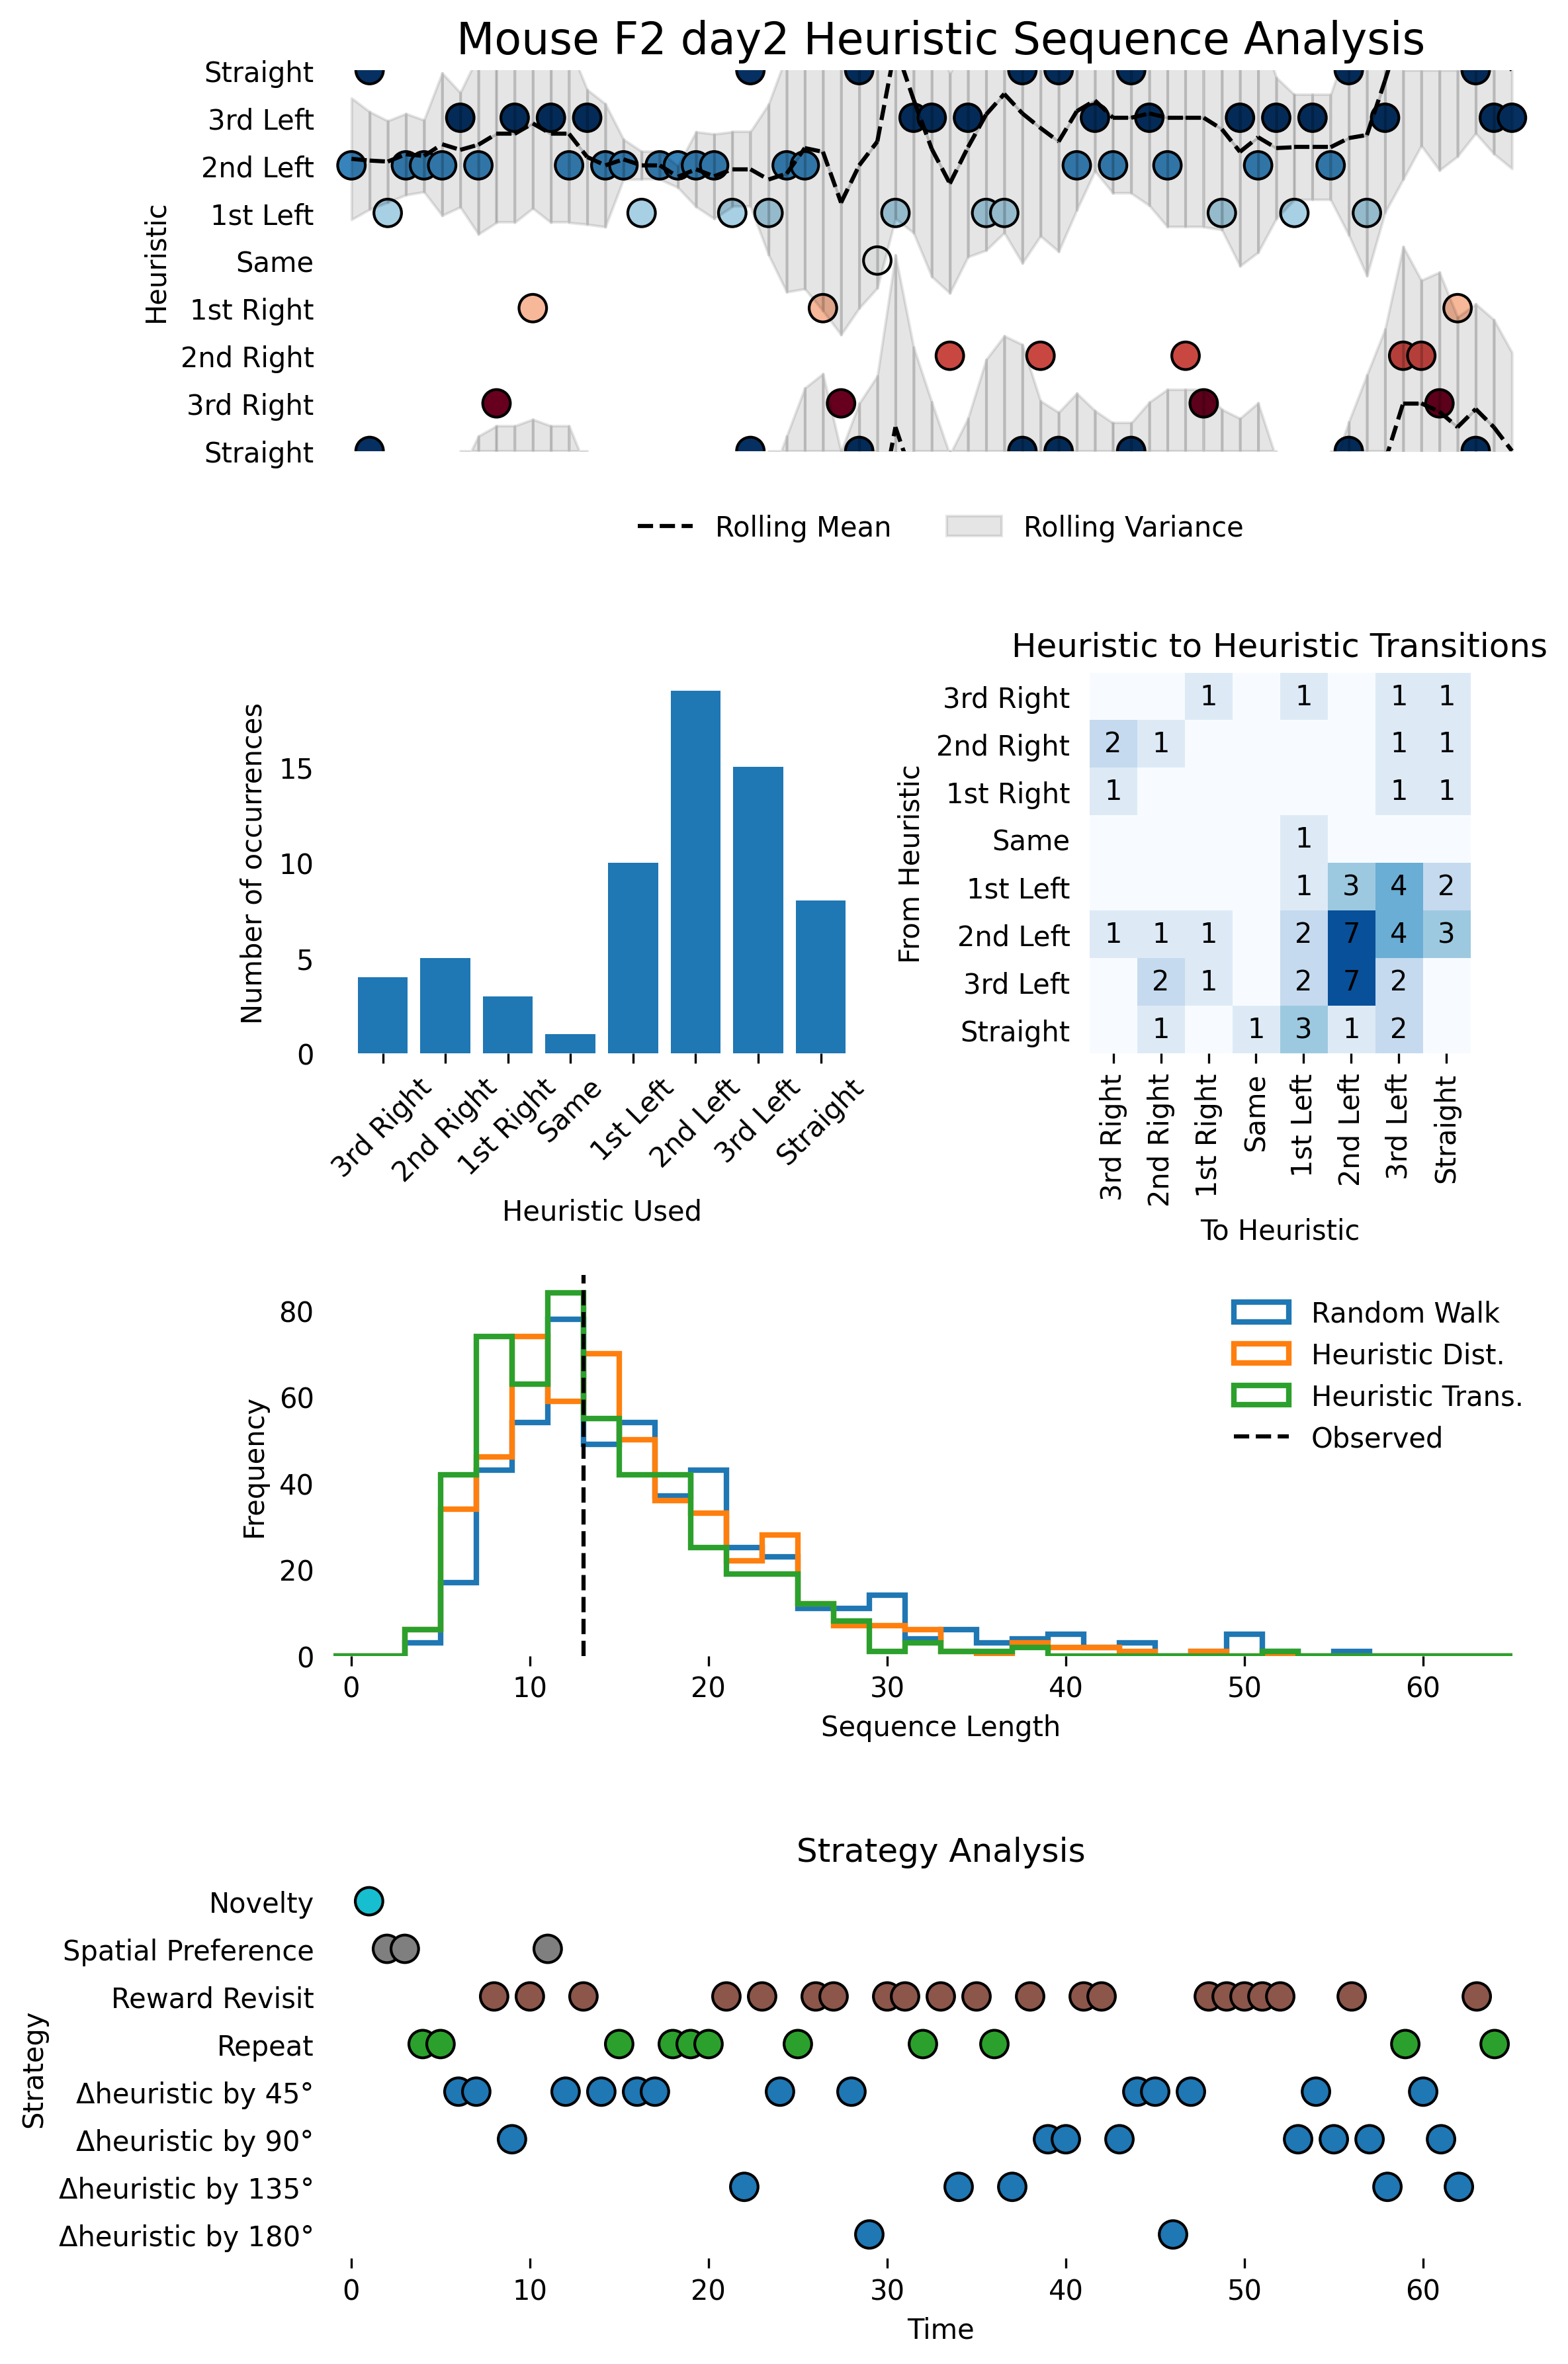 Mouse F2 day2 Heuristic Sequence Analysis
Straight
3rd Left
2nd Left
1st Left
Same
1st Right
2nd Right
3rd Right
Straight
Heuristic
Rolling Mean
Rolling Variance
Number of occurrences
15
10
5
0
3rd Right
2nd Right
1st Right
Same
1st Left
2nd Left
3rd Left
Straight
Heuristic Used
Heuristic to Heuristic Transitions
From Heuristic
3rd Right 1 1 1 1
2nd Right 2 1 1 1
1st Right 1 1 1
Same 1
1st Left 1 3 4 2
2nd Left 1 1 1 2 7 4 3
3rd Left 2 1 2 7 2
Straight 1 1 3 1 2
3rd Right
2nd Right
1st Right
Same
1st Left
2nd Left
3rd Left
Straight
To Heuristic
Frequency
80
60
40
20
0
0 10 20 30 40 50 60
Sequence Length
Random Walk
Heuristic Dist.
Heuristic Trans.
Observed
Strategy Analysis
Strategy
Novelty
Spatial Preference
Reward Revisit
Repeat
Δheuristic by 45°
Δheuristic by 90°
Δheuristic by 135°
Δheuristic by 180°
0 10 20 30 40 50 60
Time